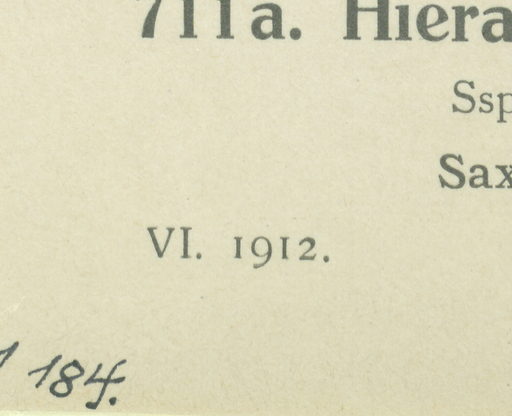 711a. Hiera
Ssp
Sax
VI. 1912.
184.